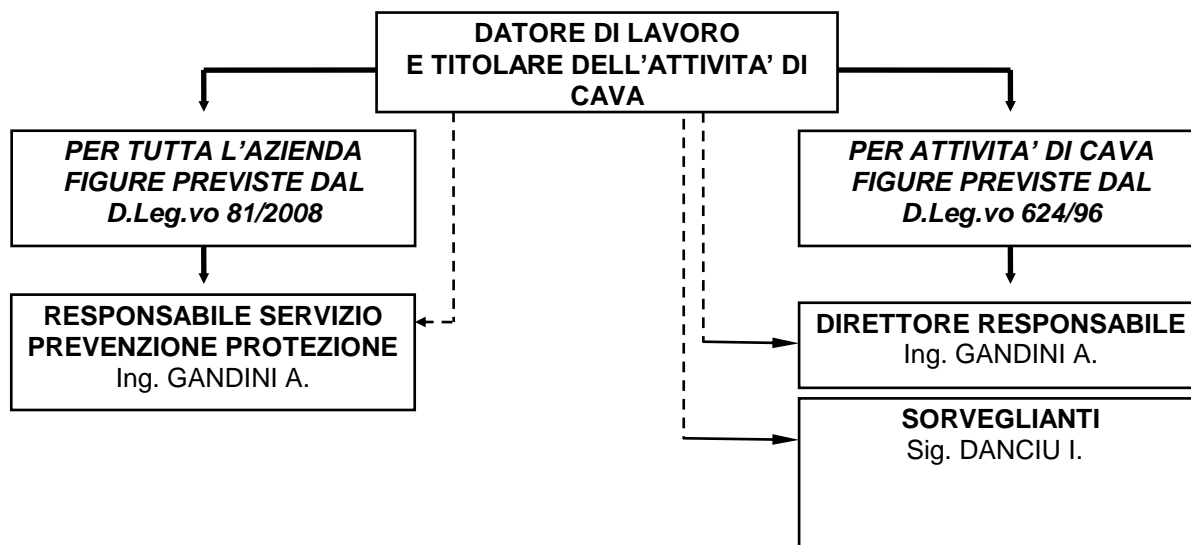 DATORE DI LAVORO
E TITOLARE DELL'ATTIVITA' DI
CAVA
PER TUTTA L'AZIENDA
FIGURE PREVISTE DAL
D.Leg.vo 81/2008
PER ATTIVITA' DI CAVA
FIGURE PREVISTE DAL
D.Leg.vo 624/96
RESPONSABILE SERVIZIO
PREVENZIONE PROTEZIONE
Ing. GANDINI A.
DIRETTORE RESPONSABILE
Ing. GANDINI A.
SORVEGLIANTI
Sig. DANCIU I.